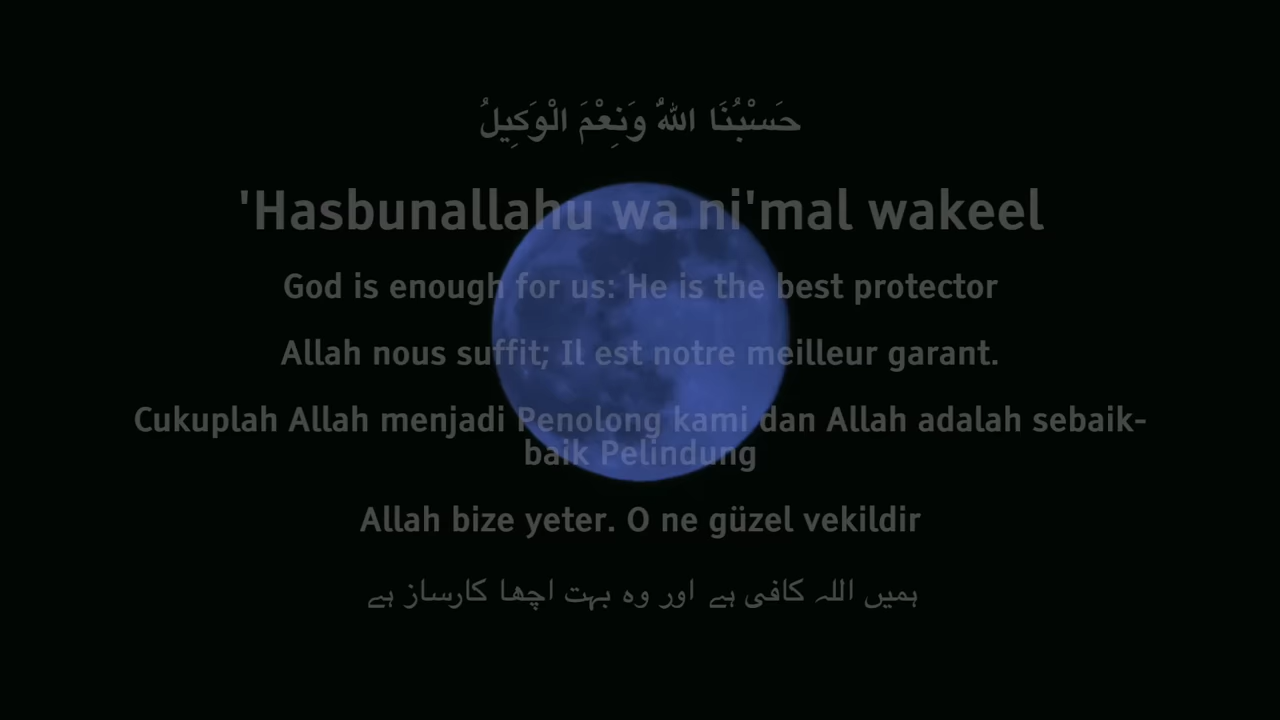 حَسْبُنَا اللهُ وَنِعْمَ الْوَكِيلُ
'Hasbunallahu wa ni'mal wakeel
God is enough for us: He is the best protector
Allah nous suffit; Il est notre meilleur garant.
Cukuplah Allah menjadi Penolong kami dan Allah adalah sebaik-
baik Pelindung
Allah bize yeter. O ne güzel vekildir
ہمیں اللہ کافی ہے اور وہ بہت اچھا کارساز ہے